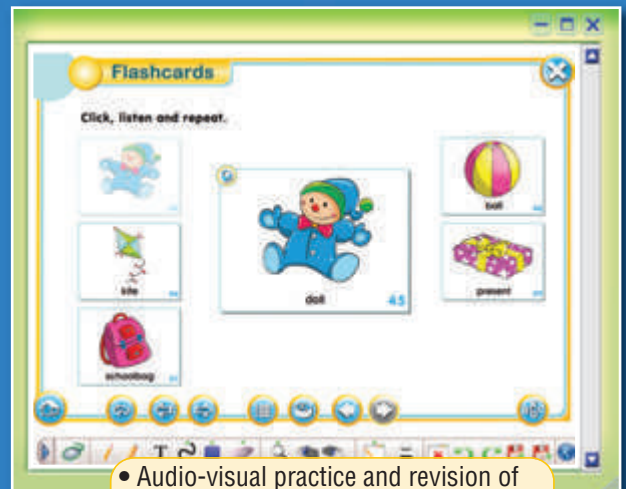 Flashcards
Click, listen and repeat.
doll
45
kite
schoolbag
ball
present
T
• Audio-visual practice and revision of